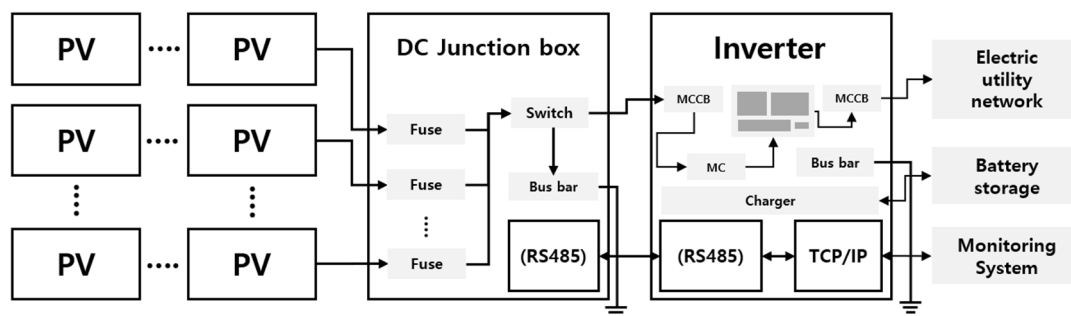 PV
PV
PV
PV
PV
PV
DC Junction box
Fuse
Fuse
Fuse
Switch
Bus bar
(RS485)
Inverter
MCCB
MCCB
MC
Bus bar
Charger
(RS485)
TCP/IP
Electric
utility
network
Battery
storage
Monitoring
System